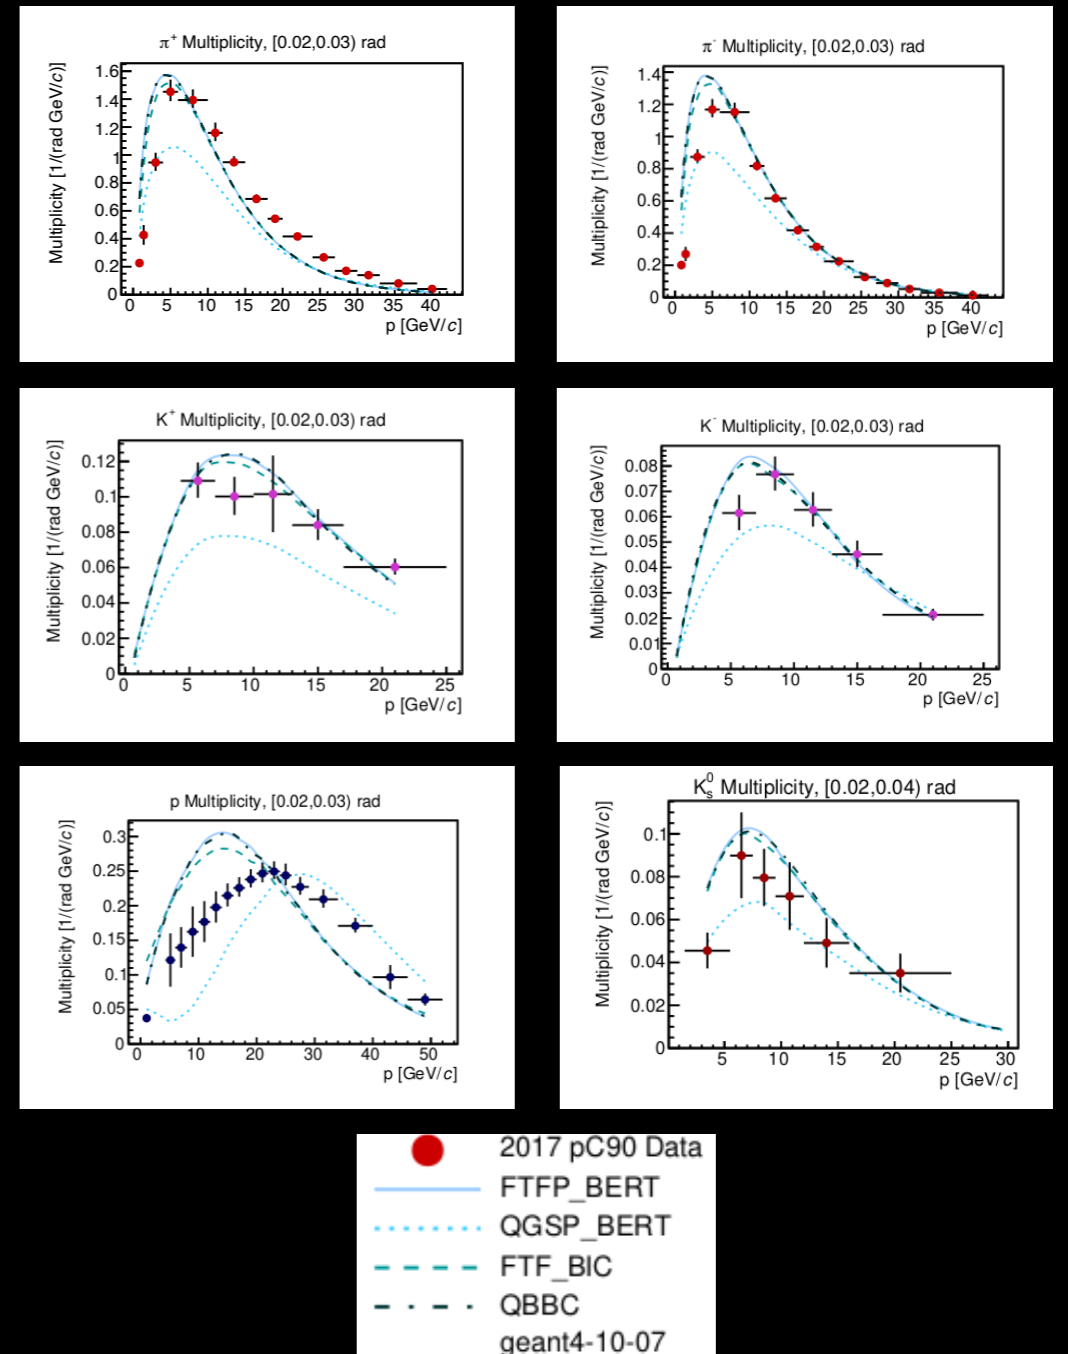 π+ Multiplicity, [0.02,0.03) rad
Multiplicity [1/(rad GeV/c)]
1.6
1.4
1.2
1
0.8
0.6
0.4
0.2
0
0 5 10 15 20 25 30 35 40
p [GeV/c]
π- Multiplicity, [0.02,0.03) rad
Multiplicity [1/(rad GeV/c)]
1.4
1.2
1
0.8
0.6
0.4
0.2
0
0 5 10 15 20 25 30 35 40
p [GeV/c]
K+ Multiplicity, [0.02,0.03) rad
Multiplicity [1/(rad GeV/c)]
0.12
0.1
0.08
0.06
0.04
0.02
0
0 5 10 15 20 25
p [GeV/c]
K- Multiplicity, [0.02,0.03) rad
Multiplicity [1/(rad GeV/c)]
0.08
0.07
0.06
0.05
0.04
0.03
0.02
0.01
0
0 5 10 15 20 25
p [GeV/c]
p Multiplicity, [0.02,0.03) rad
Multiplicity [1/(rad GeV/c)]
0.3
0.25
0.2
0.15
0.1
0.05
0
0 10 20 30 40 50
p [GeV/c]
K0s Multiplicity, [0.02,0.04) rad
Multiplicity [1/(rad GeV/c)]
0.1
0.08
0.06
0.04
0.02
0
5 10 15 20 25 30
p [GeV/c]
2017 pC90 Data
FTFP_BERT
QGSP_BERT
FTF_BIC
QBBC
geant4-10-07